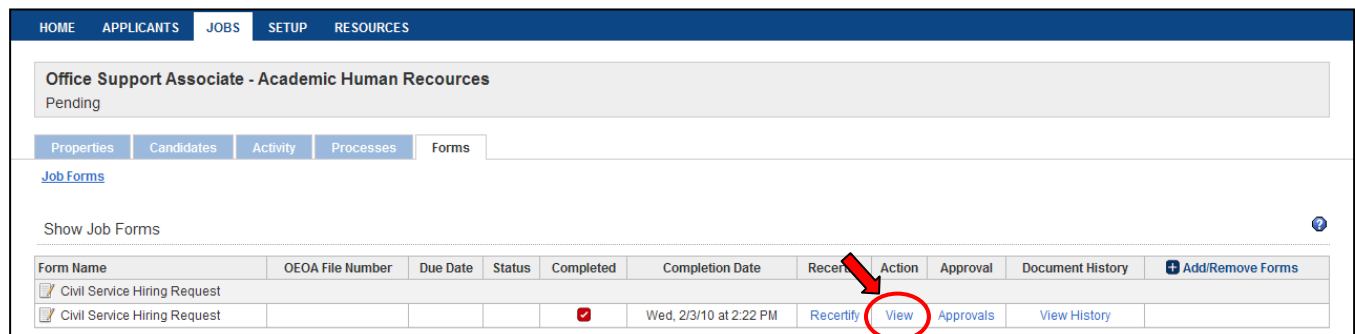 HOME APPLICANTS JOBS SETUP RESOURCES
Office Support Associate - Academic Human Recources
Pending
Properties Candidates Activity Processes Forms
Job Forms
Show Job Forms ?
Form Name OEOA File Number Due Date Status Completed Completion Date Recertify Action Approval Document History Add/Remove Forms
Civil Service Hiring Request
Civil Service Hiring Request Wed, 2/3/10 at 2:22 PM Recertify View Approvals View History